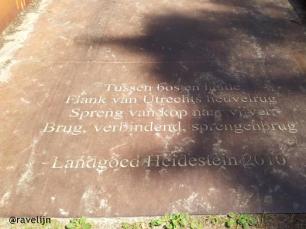 Tussen bos en heide
Flank van Utrechts heuvelrug
Spreng van kop naar vijver
Brug, verbindend, sprengenbrug
-Landgoed Heidestein 2010
@ravelijn